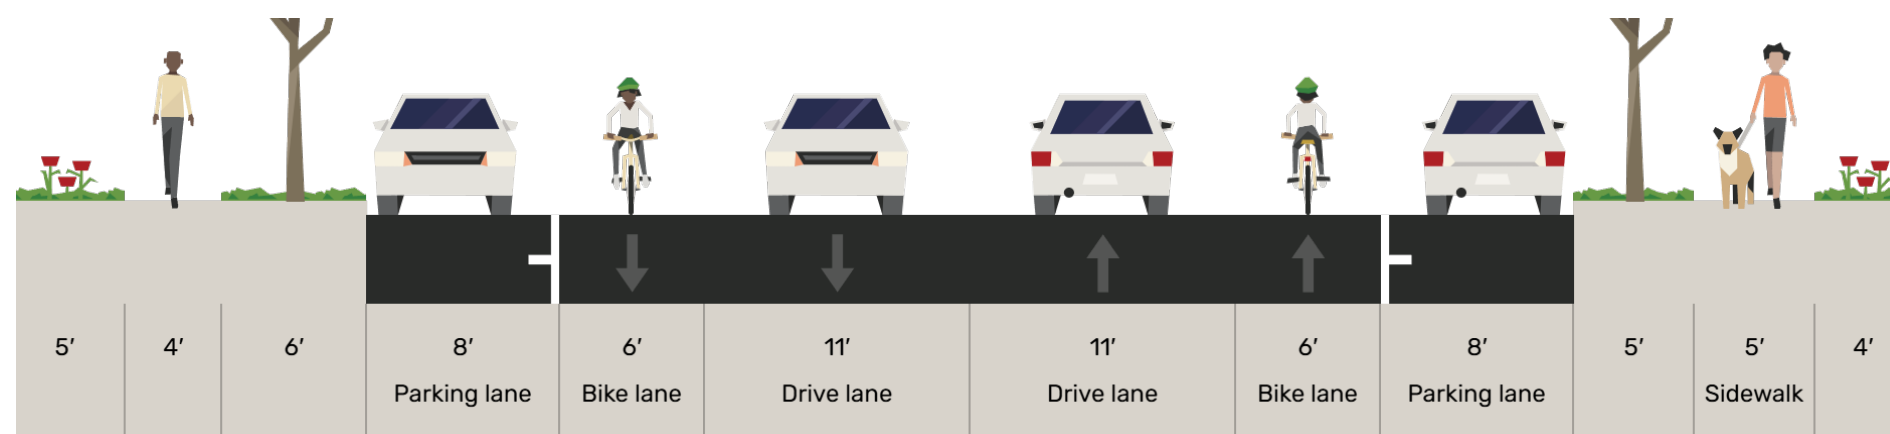 5′ 4′ 6′ 8′ 6′ 11′ 11′ 6′ 8′ 5′ 5′ 4′
Parking lane Bike lane Drive lane Drive lane Bike lane Parking lane Sidewalk